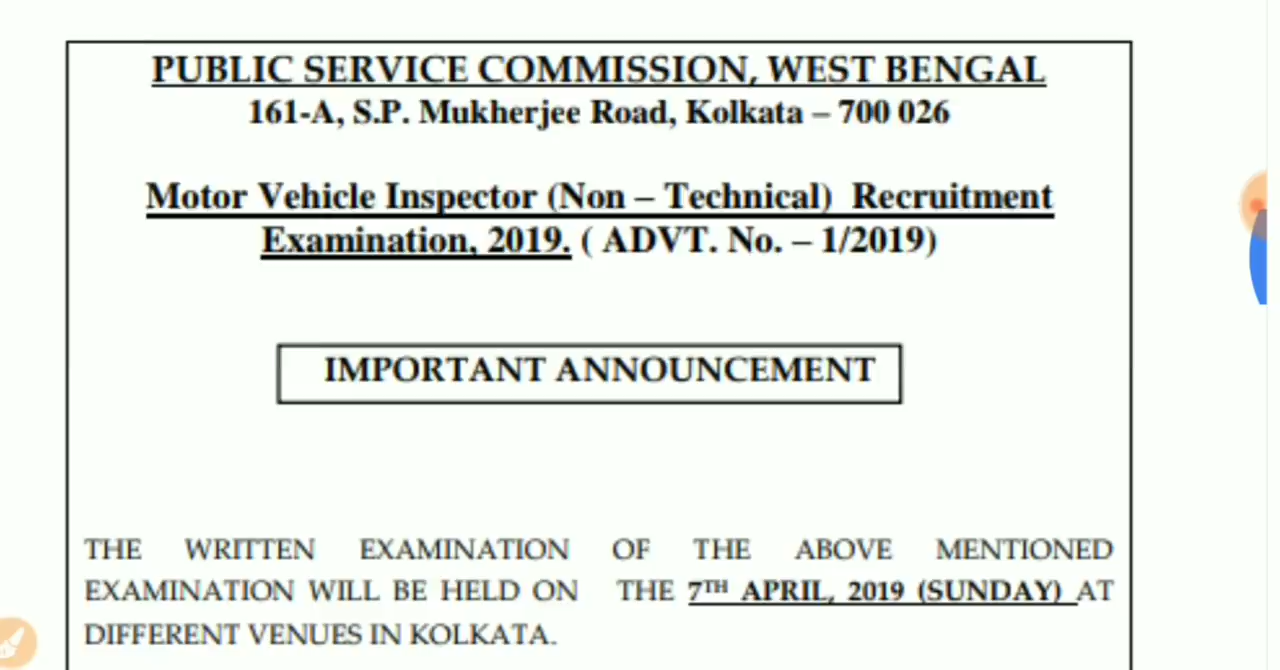 PUBLIC SERVICE COMMISSION, WEST BENGAL
161-A, S.P. Mukherjee Road, Kolkata – 700 026
Motor Vehicle Inspector (Non – Technical) Recruitment
Examination, 2019. ( ADVT. No. – 1/2019)
IMPORTANT ANNOUNCEMENT
THE WRITTEN EXAMINATION OF THE ABOVE MENTIONED
EXAMINATION WILL BE HELD ON THE 7TH APRIL, 2019 (SUNDAY) AT
DIFFERENT VENUES IN KOLKATA.